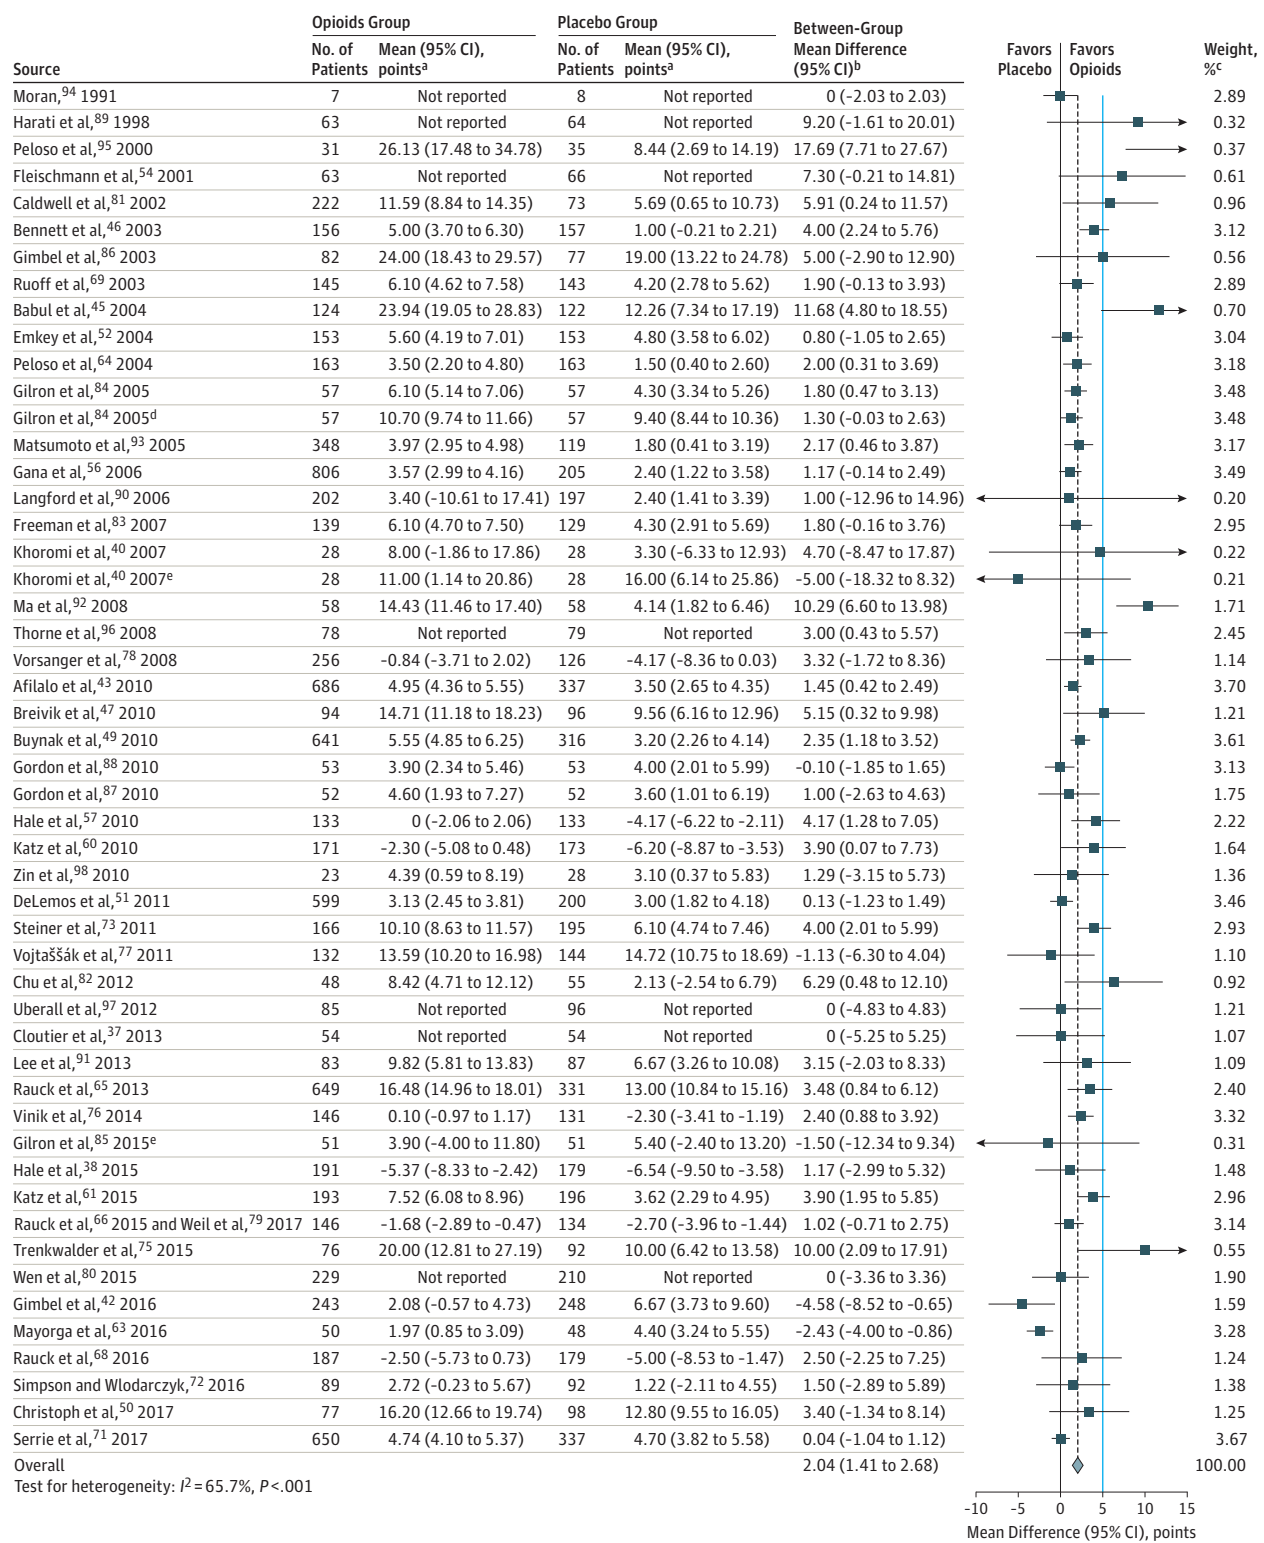 Opioids Group Placebo Group Between-Group
No. of Mean (95% CI), No. of Mean (95% CI), Mean Difference Favors Favors Weight,
Source Patients pointsᵃ Patients pointsᵃ (95% CI)ᵇ Placebo Opioids %ᶜ
Moran,94 1991 7 Not reported 8 Not reported 0 (-2.03 to 2.03) 2.89
Harati et al,89 1998 63 Not reported 64 Not reported 9.20 (-1.61 to 20.01) 0.32
Peloso et al,95 2000 31 26.13 (17.48 to 34.78) 35 8.44 (2.69 to 14.19) 17.69 (7.71 to 27.67) 0.37
Fleischmann et al,54 2001 63 Not reported 66 Not reported 7.30 (-0.21 to 14.81) 0.61
Caldwell et al,81 2002 222 11.59 (8.84 to 14.35) 73 5.69 (0.65 to 10.73) 5.91 (0.24 to 11.57) 0.96
Bennett et al,46 2003 156 5.00 (3.70 to 6.30) 157 1.00 (-0.21 to 2.21) 4.00 (2.24 to 5.76) 3.12
Gimbel et al,86 2003 82 24.00 (18.43 to 29.57) 77 19.00 (13.22 to 24.78) 5.00 (-2.90 to 12.90) 0.56
Ruoff et al,69 2003 145 6.10 (4.62 to 7.58) 143 4.20 (2.78 to 5.62) 1.90 (-0.13 to 3.93) 2.89
Babul et al,45 2004 124 23.94 (19.05 to 28.83) 122 12.26 (7.34 to 17.19) 11.68 (4.80 to 18.55) 0.70
Emkey et al,52 2004 153 5.60 (4.19 to 7.01) 153 4.80 (3.58 to 6.02) 0.80 (-1.05 to 2.65) 3.04
Peloso et al,64 2004 163 3.50 (2.20 to 4.80) 163 1.50 (0.40 to 2.60) 2.00 (0.31 to 3.69) 3.18
Gilron et al,84 2005 57 6.10 (5.14 to 7.06) 57 4.30 (3.34 to 5.26) 1.80 (0.47 to 3.13) 3.48
Gilron et al,84 2005ᵈ 57 10.70 (9.74 to 11.66) 57 9.40 (8.44 to 10.36) 1.30 (-0.03 to 2.63) 3.48
Matsumoto et al,93 2005 348 3.97 (2.95 to 4.98) 119 1.80 (0.41 to 3.19) 2.17 (0.46 to 3.87) 3.17
Gana et al,56 2006 806 3.57 (2.99 to 4.16) 205 2.40 (1.22 to 3.58) 1.17 (-0.14 to 2.49) 3.49
Langford et al,90 2006 202 3.40 (-10.61 to 17.41) 197 2.40 (1.41 to 3.39) 1.00 (-12.96 to 14.96) 0.20
Freeman et al,83 2007 139 6.10 (4.70 to 7.50) 129 4.30 (2.91 to 5.69) 1.80 (-0.16 to 3.76) 2.95
Khoromi et al,40 2007 28 8.00 (-1.86 to 17.86) 28 3.30 (-6.33 to 12.93) 4.70 (-8.47 to 17.87) 0.22
Khoromi et al,40 2007ᵉ 28 11.00 (1.14 to 20.86) 28 16.00 (6.14 to 25.86) -5.00 (-18.32 to 8.32) 0.21
Ma et al,92 2008 58 14.43 (11.46 to 17.40) 58 4.14 (1.82 to 6.46) 10.29 (6.60 to 13.98) 1.71
Thorne et al,96 2008 78 Not reported 79 Not reported 3.00 (0.43 to 5.57) 2.45
Vorsanger et al,78 2008 256 -0.84 (-3.71 to 2.02) 126 -4.17 (-8.36 to 0.03) 3.32 (-1.72 to 8.36) 1.14
Afilalo et al,43 2010 686 4.95 (4.36 to 5.55) 337 3.50 (2.65 to 4.35) 1.45 (0.42 to 2.49) 3.70
Breivik et al,47 2010 94 14.71 (11.18 to 18.23) 96 9.56 (6.16 to 12.96) 5.15 (0.32 to 9.98) 1.21
Buynak et al,49 2010 641 5.55 (4.85 to 6.25) 316 3.20 (2.26 to 4.14) 2.35 (1.18 to 3.52) 3.61
Gordon et al,88 2010 53 3.90 (2.34 to 5.46) 53 4.00 (2.01 to 5.99) -0.10 (-1.85 to 1.65) 3.13
Gordon et al,87 2010 52 4.60 (1.93 to 7.27) 52 3.60 (1.01 to 6.19) 1.00 (-2.63 to 4.63) 1.75
Hale et al,57 2010 133 0 (-2.06 to 2.06) 133 -4.17 (-6.22 to -2.11) 4.17 (1.28 to 7.05) 2.22
Katz et al,60 2010 171 -2.30 (-5.08 to 0.48) 173 -6.20 (-8.87 to -3.53) 3.90 (0.07 to 7.73) 1.64
Zin et al,98 2010 23 4.39 (0.59 to 8.19) 28 3.10 (0.37 to 5.83) 1.29 (-3.15 to 5.73) 1.36
DeLemos et al,51 2011 599 3.13 (2.45 to 3.81) 200 3.00 (1.82 to 4.18) 0.13 (-1.23 to 1.49) 3.46
Steiner et al,73 2011 166 10.10 (8.63 to 11.57) 195 6.10 (4.74 to 7.46) 4.00 (2.01 to 5.99) 2.93
Vojtaššák et al,77 2011 132 13.59 (10.20 to 16.98) 144 14.72 (10.75 to 18.69) -1.13 (-6.30 to 4.04) 1.10
Chu et al,82 2012 48 8.42 (4.71 to 12.12) 55 2.13 (-2.54 to 6.79) 6.29 (0.48 to 12.10) 0.92
Uberall et al,97 2012 85 Not reported 96 Not reported 0 (-4.83 to 4.83) 1.21
Cloutier et al,37 2013 54 Not reported 54 Not reported 0 (-5.25 to 5.25) 1.07
Lee et al,91 2013 83 9.82 (5.81 to 13.83) 87 6.67 (3.26 to 10.08) 3.15 (-2.03 to 8.33) 1.09
Rauck et al,65 2013 649 16.48 (14.96 to 18.01) 331 13.00 (10.84 to 15.16) 3.48 (0.84 to 6.12) 2.40
Vinik et al,76 2014 146 0.10 (-0.97 to 1.17) 131 -2.30 (-3.41 to -1.19) 2.40 (0.88 to 3.92) 3.32
Gilron et al,85 2015ᵉ 51 3.90 (-4.00 to 11.80) 51 5.40 (-2.40 to 13.20) -1.50 (-12.34 to 9.34) 0.31
Hale et al,38 2015 191 -5.37 (-8.33 to -2.42) 179 -6.54 (-9.50 to -3.58) 1.17 (-2.99 to 5.32) 1.48
Katz et al,61 2015 193 7.52 (6.08 to 8.96) 196 3.62 (2.29 to 4.95) 3.90 (1.95 to 5.85) 2.96
Rauck et al,66 2015 and Weil et al,79 2017 146 -1.68 (-2.89 to -0.47) 134 -2.70 (-3.96 to -1.44) 1.02 (-0.71 to 2.75) 3.14
Trenkwalder et al,75 2015 76 20.00 (12.81 to 27.19) 92 10.00 (6.42 to 13.58) 10.00 (2.09 to 17.91) 0.55
Wen et al,80 2015 229 Not reported 210 Not reported 0 (-3.36 to 3.36) 1.90
Gimbel et al,42 2016 243 2.08 (-0.57 to 4.73) 248 6.67 (3.73 to 9.60) -4.58 (-8.52 to -0.65) 1.59
Mayorga et al,63 2016 50 1.97 (0.85 to 3.09) 48 4.40 (3.24 to 5.55) -2.43 (-4.00 to -0.86) 3.28
Rauck et al,68 2016 187 -2.50 (-5.73 to 0.73) 179 -5.00 (-8.53 to -1.47) 2.50 (-2.25 to 7.25) 1.24
Simpson and Wlodarczyk,72 2016 89 2.72 (-0.23 to 5.67) 92 1.22 (-2.11 to 4.55) 1.50 (-2.89 to 5.89) 1.38
Christoph et al,50 2017 77 16.20 (12.66 to 19.74) 98 12.80 (9.55 to 16.05) 3.40 (-1.34 to 8.14) 1.25
Serrie et al,71 2017 650 4.74 (4.10 to 5.37) 337 4.70 (3.82 to 5.58) 0.04 (-1.04 to 1.12) 3.67
Overall 2.04 (1.41 to 2.68) 100.00
Test for heterogeneity: I² = 65.7%, P <.001
-10 -5 0 5 10 15
Mean Difference (95% CI), points